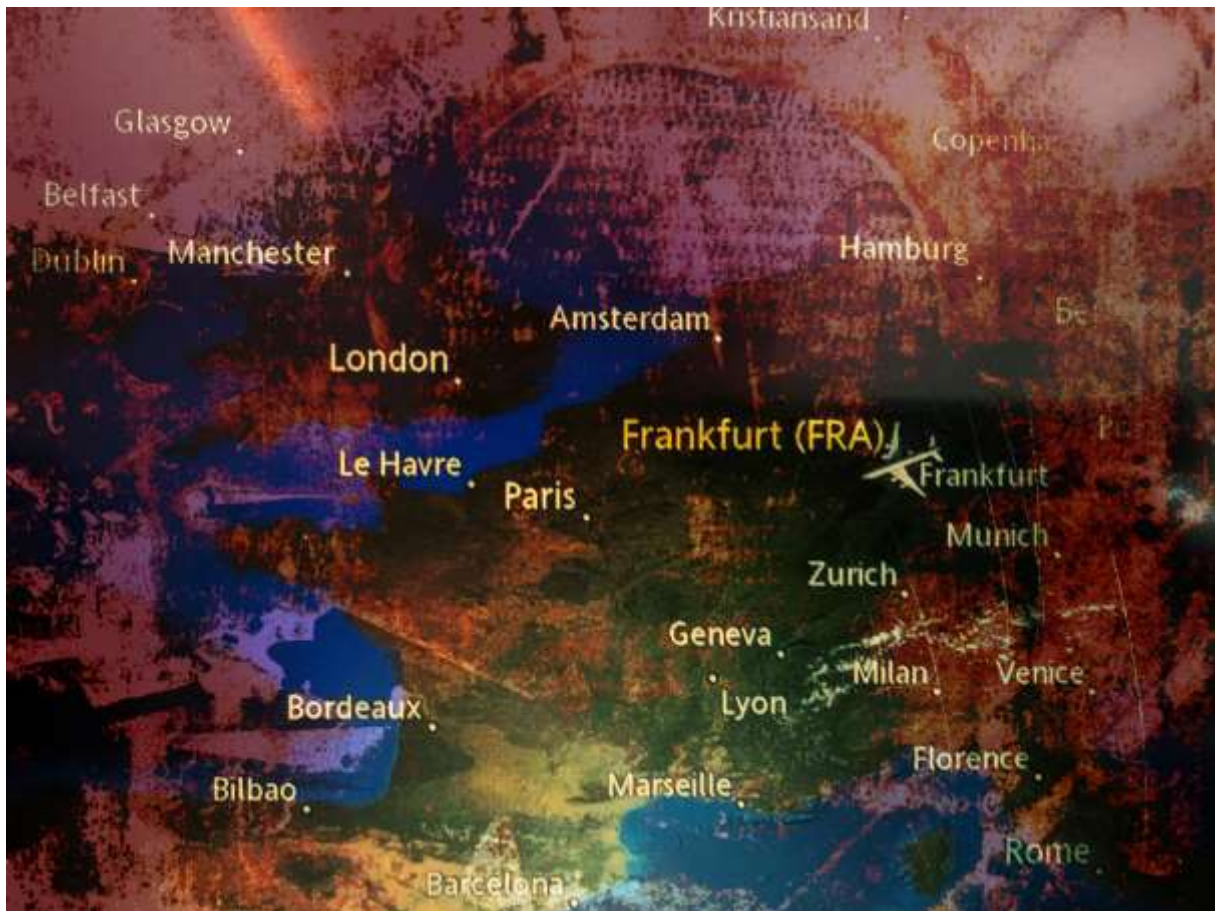 Kristiansand
Glasgow
Copenha
Belfast
Manchester
Hamburg
Dublin
Amsterdam
London
Frankfurt (FRA)
Le Havre
Frankfurt
Paris
Munich
Zurich
Geneva
Milan
Venice
Lyon
Bordeaux
Florence
Marseille
Bilbao
Rome
Barcelona